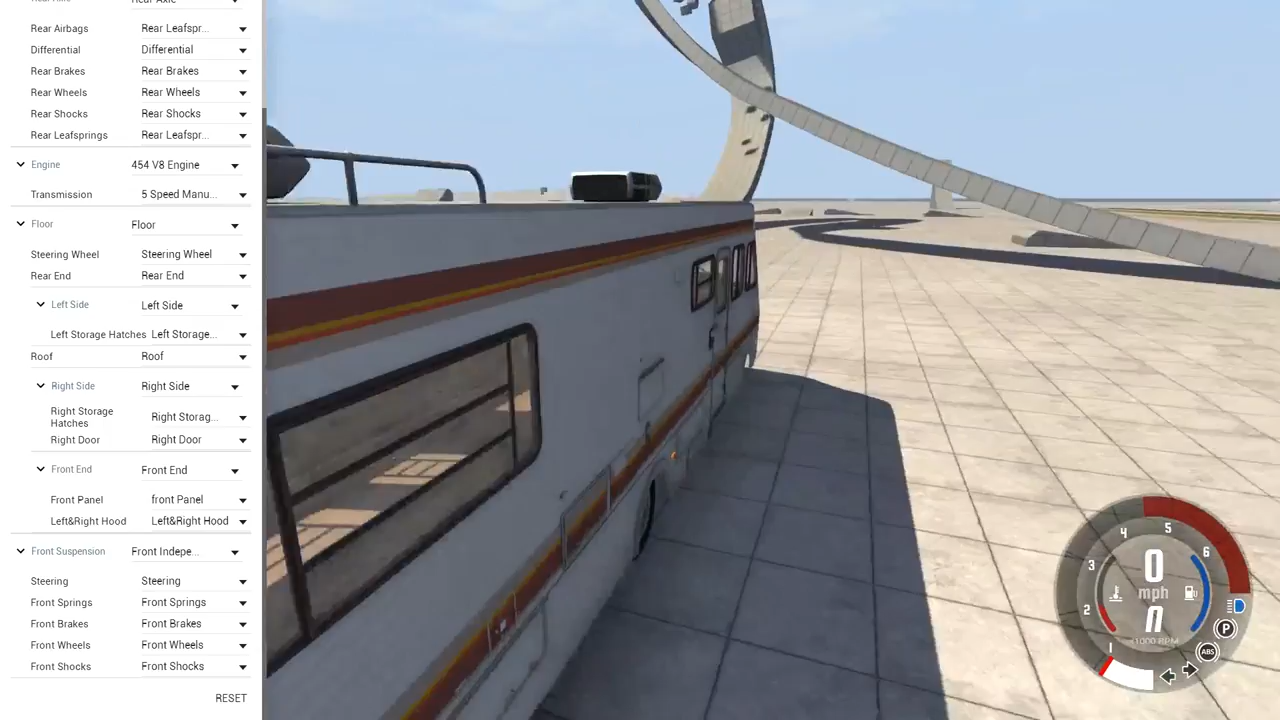 Rear Axle
Rear Airbags Rear Leafspr...
Differential Differential
Rear Brakes Rear Brakes
Rear Wheels Rear Wheels
Rear Shocks Rear Shocks
Rear Leafsprings Rear Leafspr...
Engine 454 V8 Engine
Transmission 5 Speed Manu...
Floor Floor
Steering Wheel Steering Wheel
Rear End Rear End
Left Side Left Side
Left Storage Hatches Left Storage...
Roof Roof
Right Side Right Side
Right Storage
Hatches Right Storag...
Right Door Right Door
Front End Front End
Front Panel front Panel
Left&Right Hood Left&Right Hood
Front Suspension Front Indepe...
Steering Steering
Front Springs Front Springs
Front Brakes Front Brakes
Front Wheels Front Wheels
Front Shocks Front Shocks
RESET
1 2 3 4 5 6
0
mph
n
x1000 RPM
P
ABS